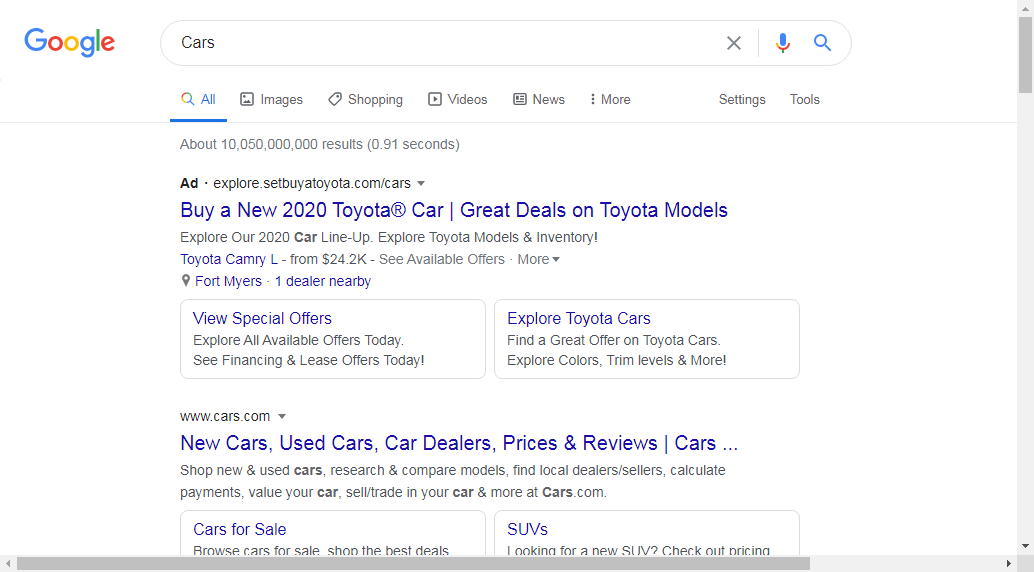 Google
Cars
All Images Shopping Videos News More Settings Tools
About 10,050,000,000 results (0.91 seconds)
Ad · explore.setbuyatoyota.com/cars
Buy a New 2020 Toyota® Car | Great Deals on Toyota Models
Explore Our 2020 Car Line-Up. Explore Toyota Models & Inventory!
Toyota Camry L - from $24.2K - See Available Offers · More
Fort Myers · 1 dealer nearby
View Special Offers
Explore All Available Offers Today.
See Financing & Lease Offers Today!
Explore Toyota Cars
Find a Great Offer on Toyota Cars.
Explore Colors, Trim levels & More!
www.cars.com
New Cars, Used Cars, Car Dealers, Prices & Reviews | Cars ...
Shop new & used cars, research & compare models, find local dealers/sellers, calculate
payments, value your car, sell/trade in your car & more at Cars.com.
Cars for Sale
Browse cars for sale, shop the best deals
SUVs
Looking for a new SUV? Check out pricing